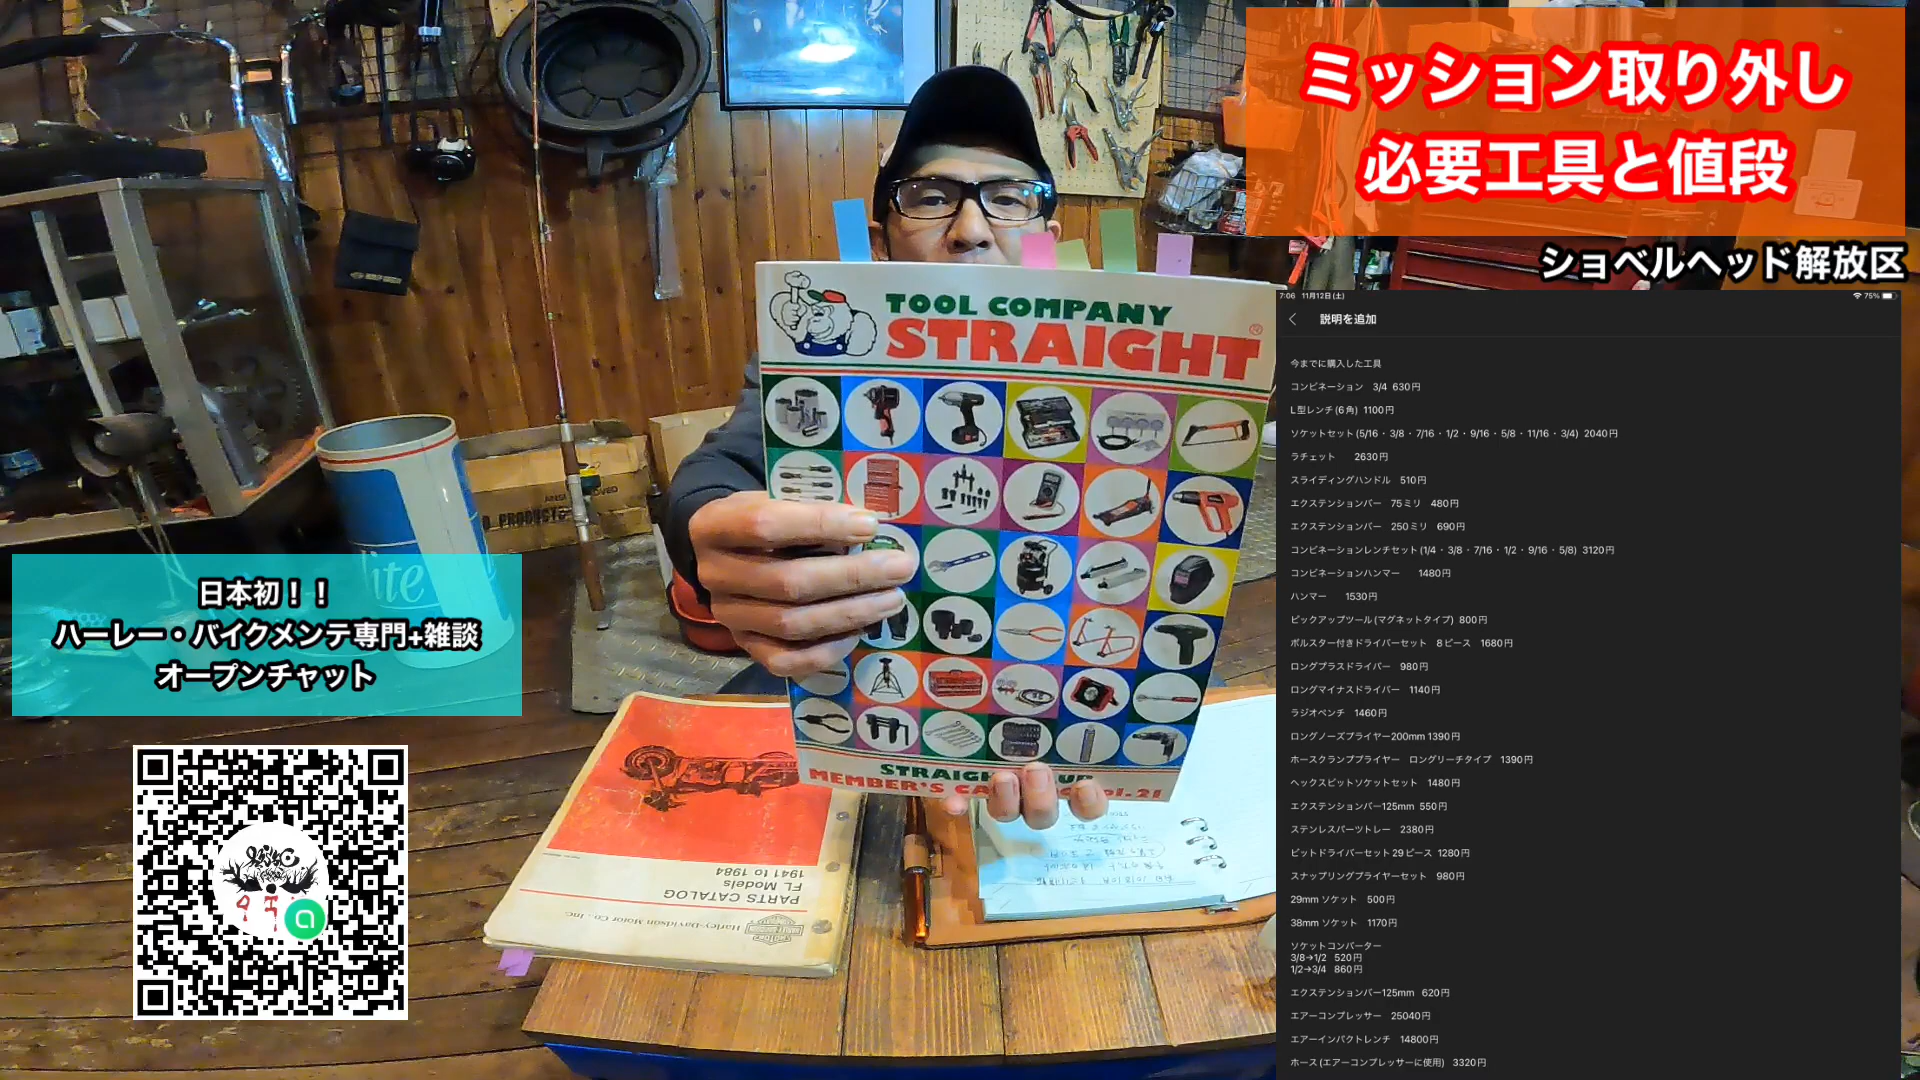 ミッション取り外し
必要工具と値段
ショベルヘッド解放区
TOOL COMPANY
STRAIGHT
MEMBER'S
日本初！！
ハーレー・バイクメンテ専門+雑談
オープンチャット
lite
PRODUCTS
Harley-Davidson Motor Co., Inc.
PARTS CATALOG
FL Models
1941 to 1984
7:06 11月12日(土)
75%
説明を追加
今までに購入した工具
コンビネーション 3/4 630円
L型レンチ(6角) 1100円
ソケットセット(5/16・3/8・7/16・1/2・9/16・5/8・11/16・3/4) 2040円
ラチェット 2630円
スライディングハンドル 510円
エクステンションバー 75ミリ 480円
エクステンションバー 250ミリ 690円
コンビネーションレンチセット(1/4・3/8・7/16・1/2・9/16・5/8) 3120円
コンビネーションハンマー 1480円
ハンマー 1530円
ピックアップツール(マグネットタイプ) 800円
ボルスター付きドライバーセット 8ピース 1680円
ロングプラスドライバー 980円
ロングマイナスドライバー 1140円
ラジオペンチ 1460円
ロングノーズプライヤー200mm 1390円
ホースクランププライヤー ロングリーチタイプ 1390円
ヘックスビットソケットセット 1480円
エクステンションバー125mm 550円
ステンレスパーツトレー 2380円
ビットドライバーセット29ピース 1280円
スナップリングプライヤーセット 980円
29mm ソケット 500円
38mm ソケット 1170円
ソケットコンバーター
3/8→1/2 520円
1/2→3/4 860円
エクステンションバー125mm 620円
エアーコンプレッサー 25040円
エアーインパクトレンチ 14800円
ホース(エアーコンプレッサーに使用) 3320円